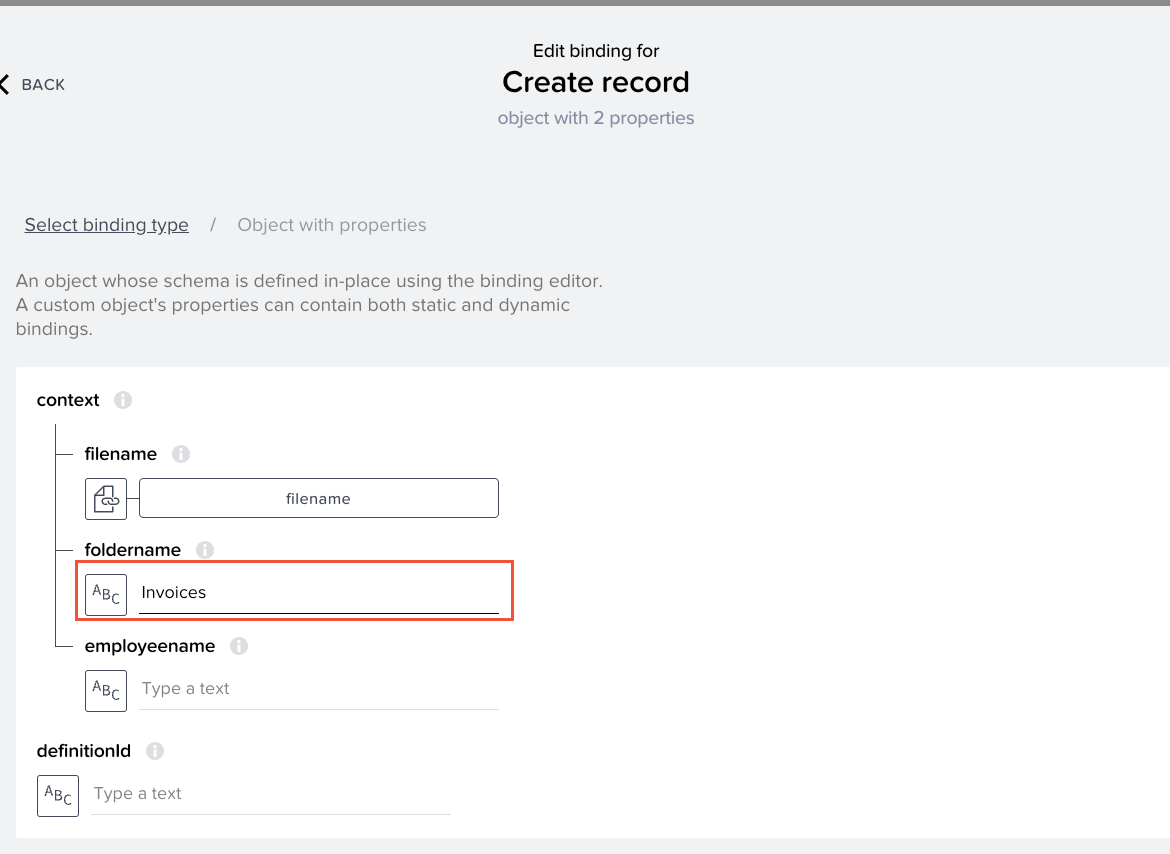 Edit binding for
BACK
Create record
object with 2 properties
Select binding type / Object with properties
An object whose schema is defined in-place using the binding editor.
A custom object's properties can contain both static and dynamic
bindings.
context i
filename i
filename
foldername i
ABC Invoices
employeename i
ABC Type a text
definitionId i
ABC Type a text